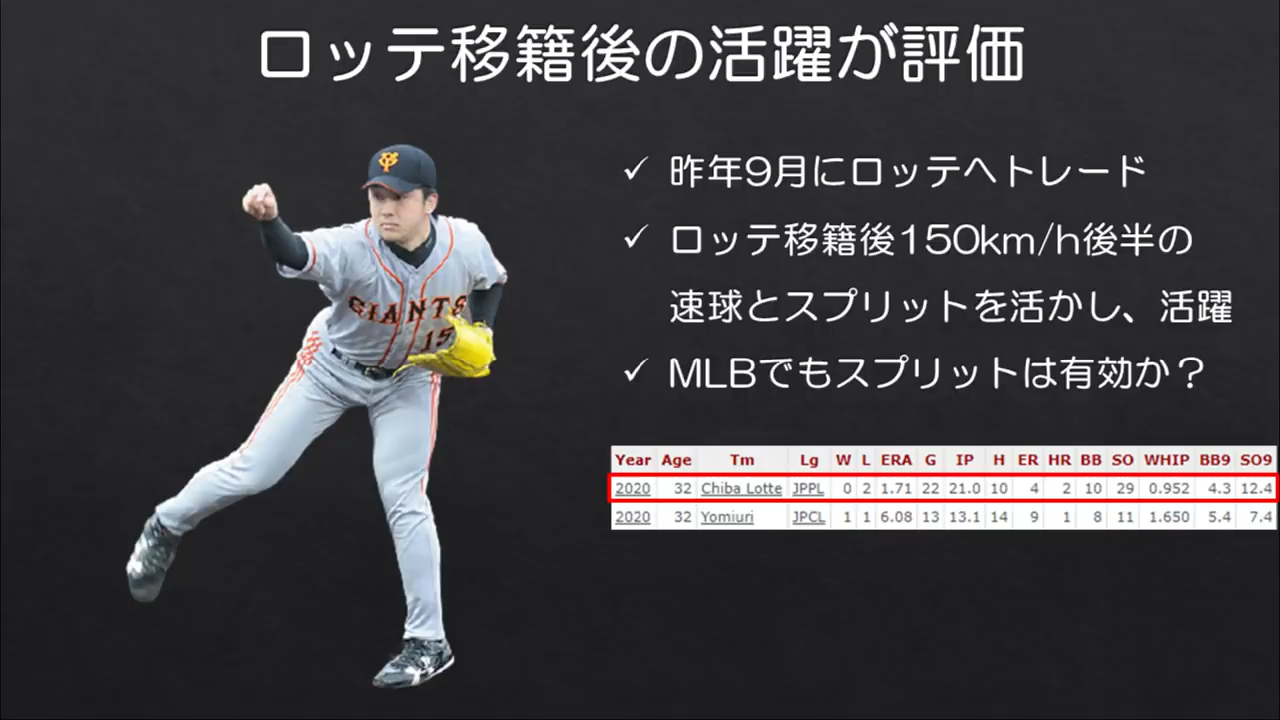 ロッテ移籍後の活躍が評価
✓ 昨年9月にロッテへトレード
✓ ロッテ移籍後150km/h後半の
速球とスプリットを活かし、活躍
✓ MLBでもスプリットは有効か？
YG
GIANTS
15
Year Age Tm Lg W L ERA G IP H ER HR BB SO WHIP BB9 SO9
2020 32 Chiba Lotte JPPL 0 2 1.71 22 21.0 10 4 2 10 29 0.952 4.3 12.4
2020 32 Yomiuri JPCL 1 1 6.08 13 13.1 14 9 1 8 11 1.650 5.4 7.4